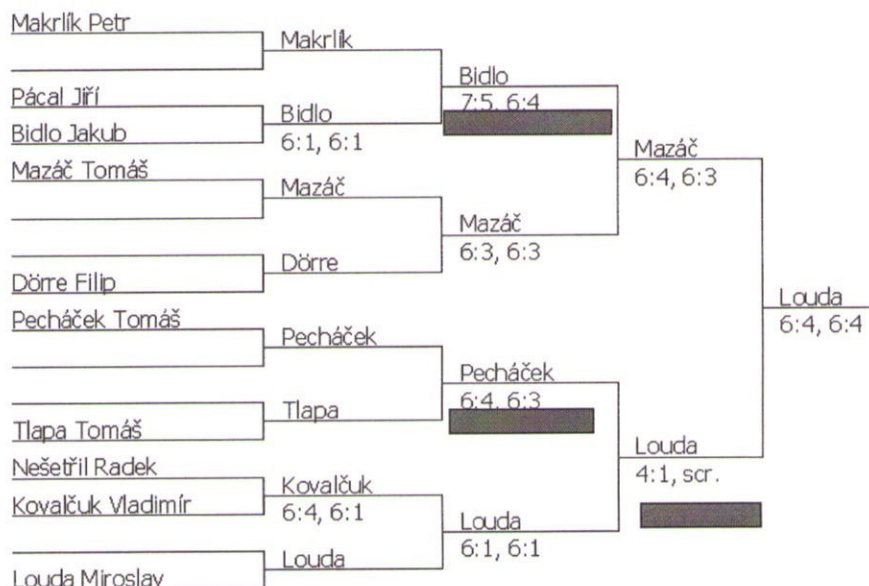 Makrlík Petr
Pácal Jiří
Bidlo Jakub
Mazáč Tomáš
Dörre Filip
Pecháček Tomáš
Tlapa Tomáš
Nešetřil Radek
Kovalčuk Vladimír
Louda Miroslav
Makrlík
Bidlo
6:1, 6:1
Mazáč
Dörre
Pecháček
Tlapa
Kovalčuk
6:4, 6:1
Louda
Bidlo
7:5, 6:4
Mazáč
6:3, 6:3
Pecháček
6:4, 6:3
Louda
6:1, 6:1
Mazáč
6:4, 6:3
Louda
4:1, scr.
Louda
6:4, 6:4